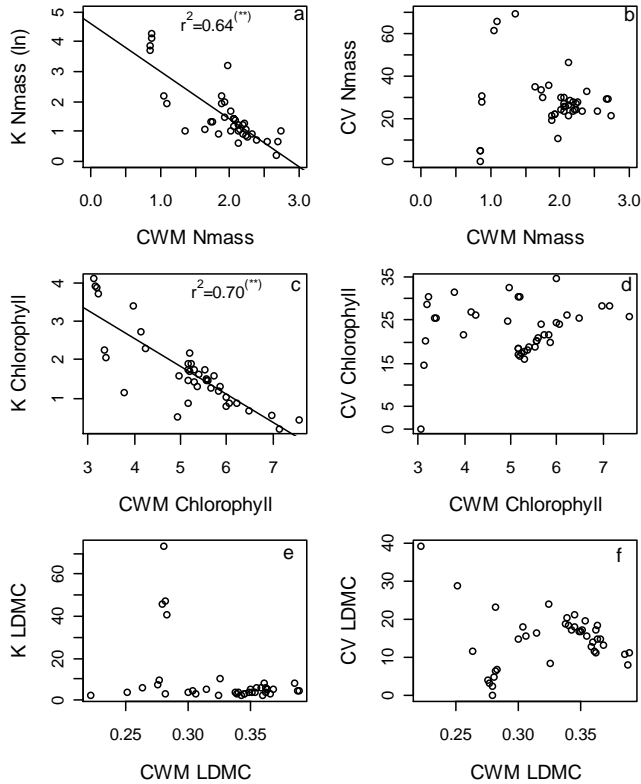 a
r²=0.64(**)
K Nmass (ln)
5
4
3
2
1
0
0.0 1.0 2.0 3.0
CWM Nmass
b
CV Nmass
60
40
20
0
0.0 1.0 2.0 3.0
CWM Nmass
c
r²=0.70(**)
K Chlorophyll
4
3
2
1
3 4 5 6 7
CWM Chlorophyll
d
CV Chlorophyll
35
25
15
5
0
3 4 5 6 7
CWM Chlorophyll
e
K LDMC
60
40
20
0
0.25 0.30 0.35
CWM LDMC
f
CV LDMC
40
30
20
10
0
0.25 0.30 0.35
CWM LDMC